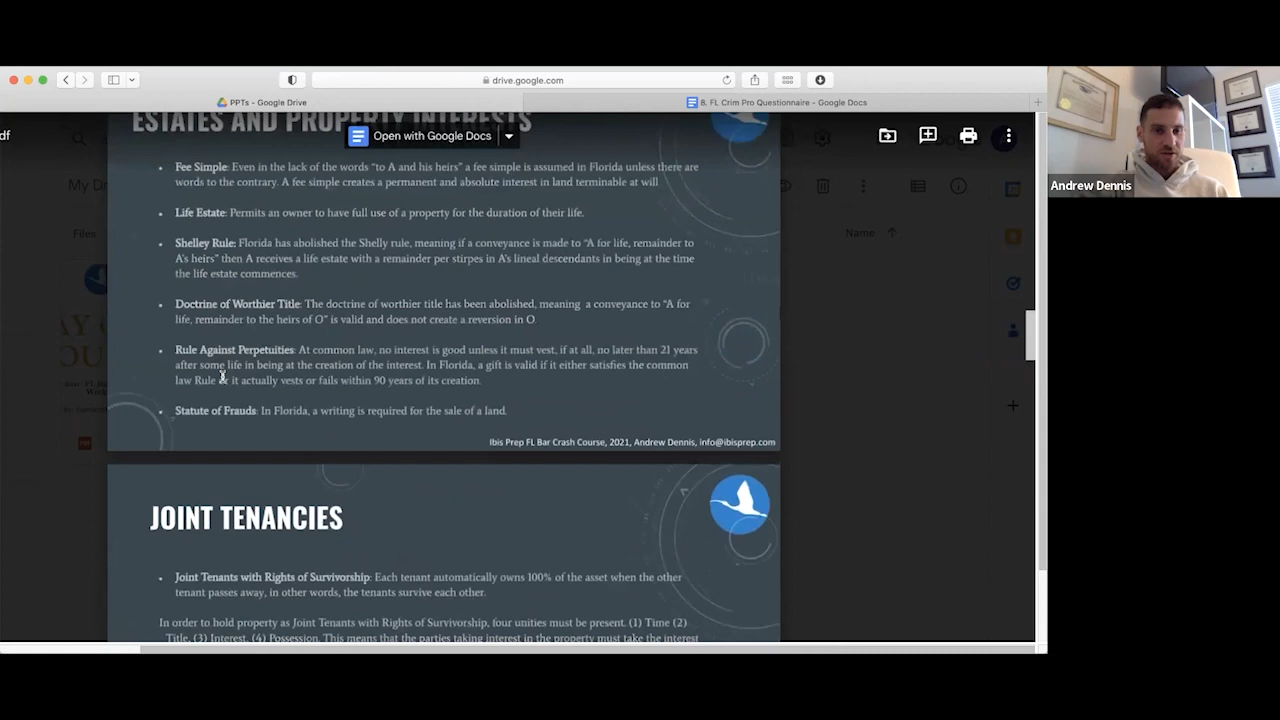 drive.google.com
PPTs - Google Drive
8. FL Crim Pro Questionnaire - Google Docs
df
ESTATES AND PROPERTY INTERESTS
Open with Google Docs
Andrew Dennis
My Dr
Files
Name
Fee Simple: Even in the lack of the words “to A and his heirs” a fee simple is assumed in Florida unless there are
words to the contrary. A fee simple creates a permanent and absolute interest in land terminable at will
Life Estate: Permits an owner to have full use of a property for the duration of their life.
Shelley Rule: Florida has abolished the Shelly rule, meaning if a conveyance is made to “A for life, remainder to
A's heirs” then A receives a life estate with a remainder per stirpes in A's lineal descendants in being at the time
the life estate commences.
Doctrine of Worthier Title: The doctrine of worthier title has been abolished, meaning a conveyance to “A for
life, remainder to the heirs of O” is valid and does not create a reversion in O.
Rule Against Perpetuities: At common law, no interest is good unless it must vest, if at all, no later than 21 years
after some life in being at the creation of the interest. In Florida, a gift is valid if it either satisfies the common
law Rule & it actually vests or fails within 90 years of its creation.
Statute of Frauds: In Florida, a writing is required for the sale of a land.
Ibis Prep FL Bar Crash Course, 2021, Andrew Dennis, info@ibisprep.com
JOINT TENANCIES
Joint Tenants with Rights of Survivorship: Each tenant automatically owns 100% of the asset when the other
tenant passes away, in other words, the tenants survive each other.
In order to hold property as Joint Tenants with Rights of Survivorship, four unities must be present. (1) Time (2)
Title, (3) Interest, (4) Possession. This means that the parties taking interest in the property must take the interest